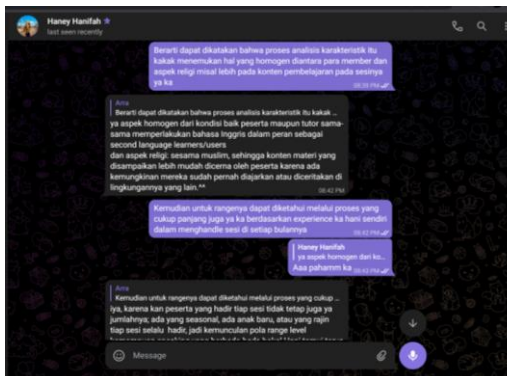 Haney Hanifah
last seen recently
Berarti dapat dikatakan bahwa proses analisis karakteristik itu
kakak menemukan hal yang homogen diantara para member dan
aspek religi misal lebih pada konten pembelajaran pada sesinya
ya ka
08:39 PM
Arra
Berarti dapat dikatakan bahwa proses analisis karakteristik itu kakak ...
ya aspek homogen dari kondisi baik peserta maupun tutor sama-
sama memperlakukan bahasa Inggris dalam peran sebagai
second language learners/users
dan aspek religi: sesama muslim, sehingga konten materi yang
disampaikan lebih mudah dicerna oleh peserta karena ada
kemungkinan mereka sudah pernah diajarkan atau diceritakan di
lingkungannya yang lain.^^
08:42 PM
Kemudian untuk rangenya dapat diketahui melalui proses yang
cukup panjang juga ya ka berdasarkan experience ka hani sendiri
dalam menghandle sesi di setiap bulannya
08:42 PM
Haney Hanifah
ya aspek homogen dari ko...
Aaa pahamm ka
08:43 PM
Arra
Kemudian untuk rangenya dapat diketahui melalui proses yang cukup ...
iya, karena kan peserta yang hadir tiap sesi tidak tetap juga ya
jumlahnya; ada yang seasonal, ada anak baru, atau yang rajin
tiap sesi selalu hadir, jadi kemunculan pola range level
Message